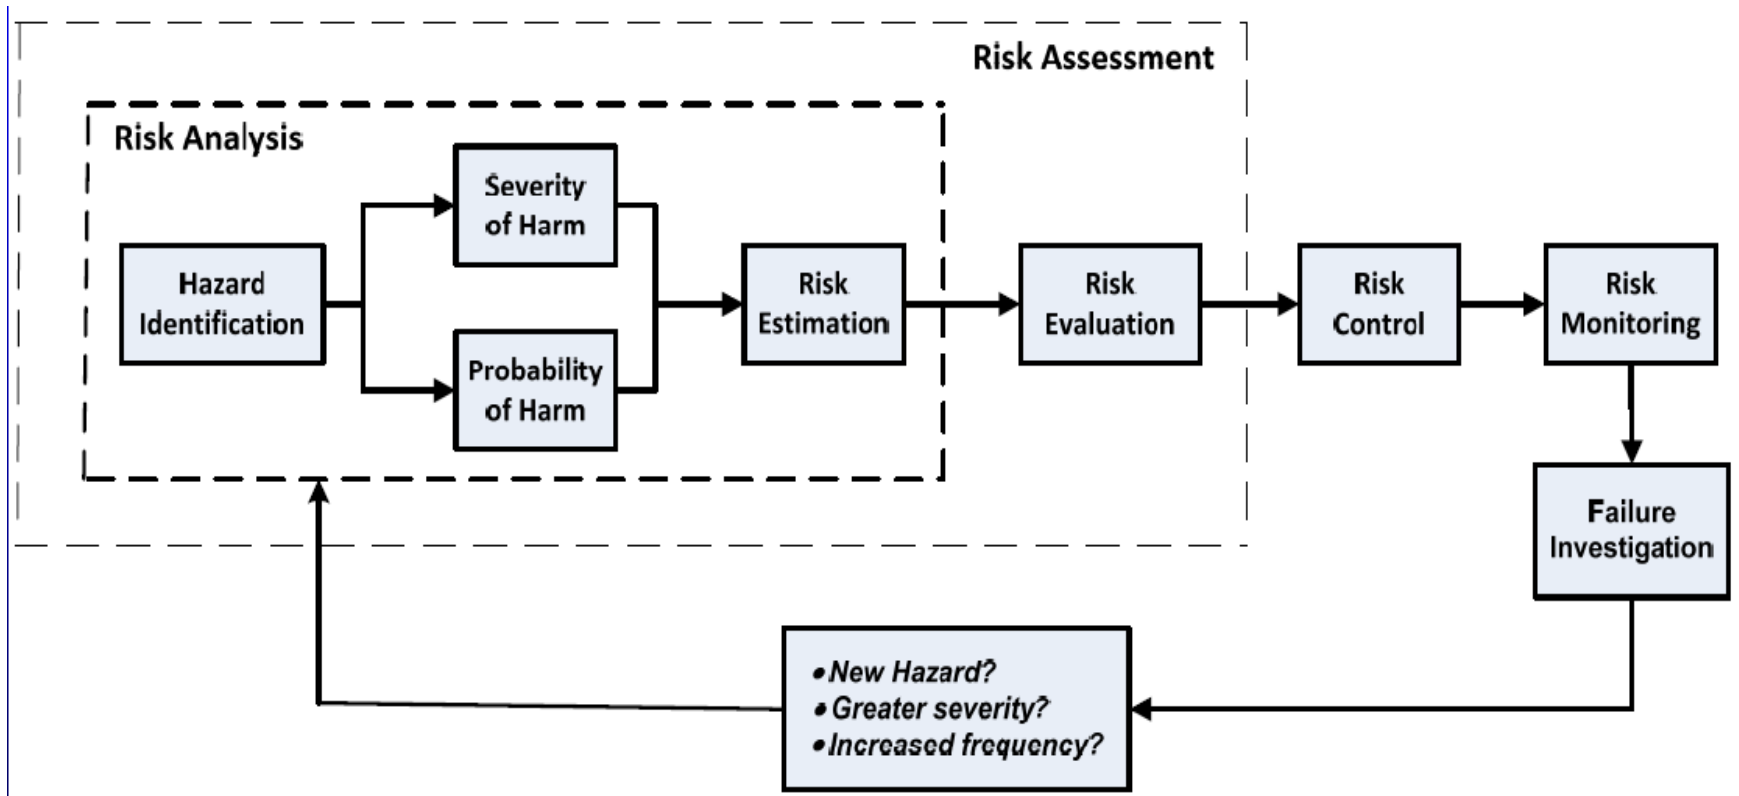 Risk Assessment
Risk Analysis
Hazard
Identification
Severity
of Harm
Probability
of Harm
Risk
Estimation
Risk
Evaluation
Risk
Control
Risk
Monitoring
Failure
Investigation
•New Hazard?
•Greater severity?
•Increased frequency?